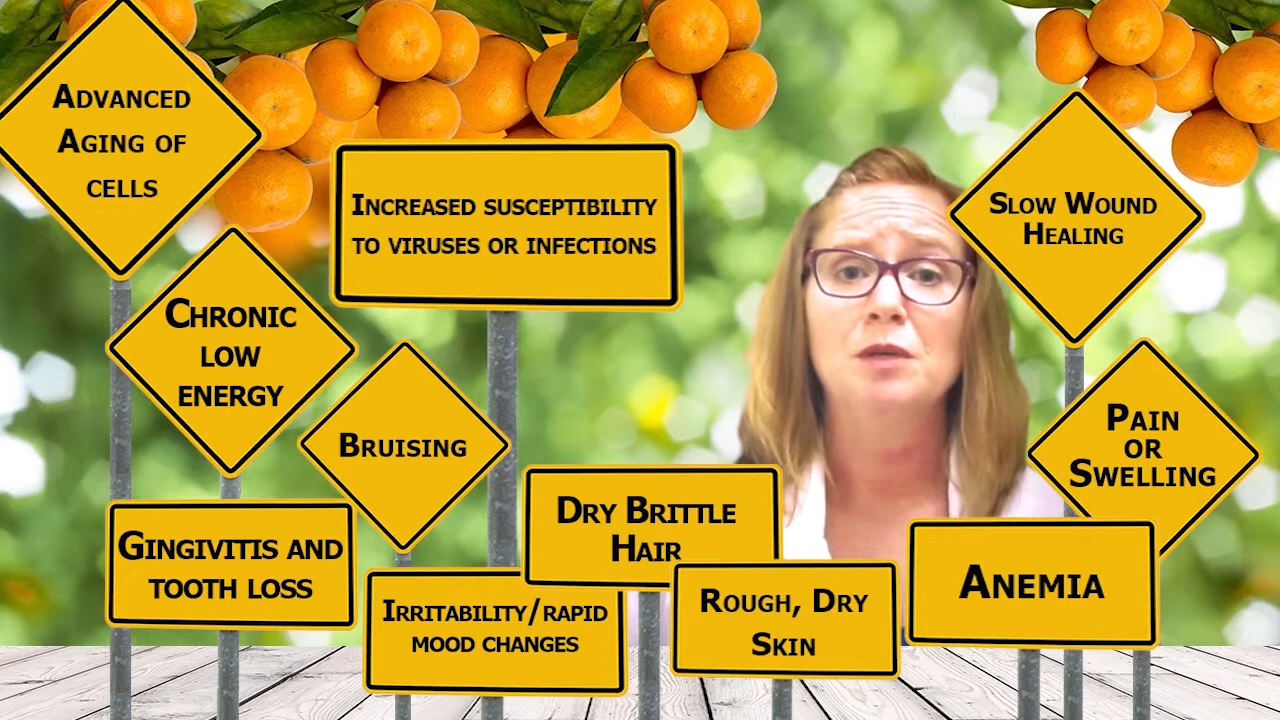 Advanced
Aging of
cells
Increased susceptibility
to viruses or infections
Slow Wound
Healing
Chronic
low
energy
Bruising
Pain
or
Swelling
Gingivitis and
tooth loss
Dry Brittle
Hair
Irritability/rapid
mood changes
Rough, Dry
Skin
Anemia